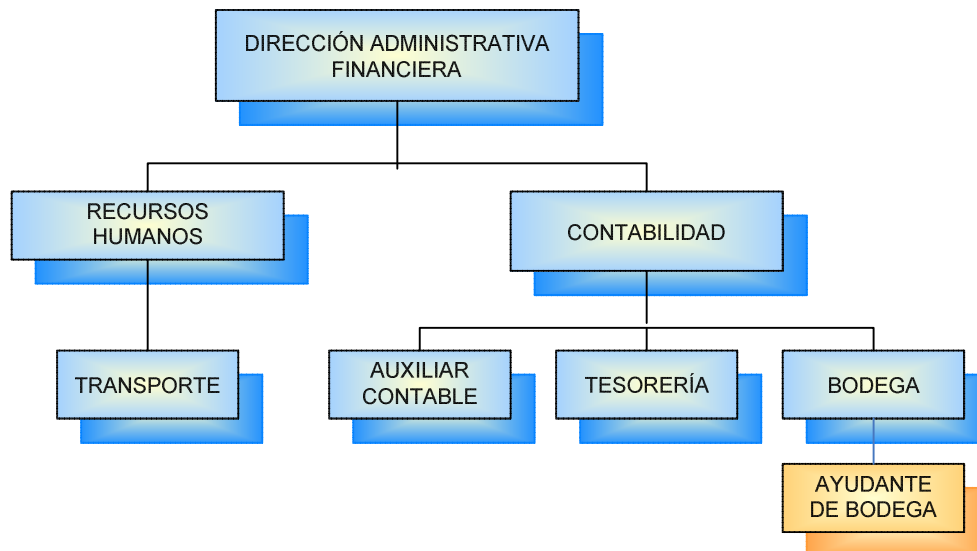 DIRECCIÓN ADMINISTRATIVA
FINANCIERA
RECURSOS
HUMANOS
CONTABILIDAD
TRANSPORTE
AUXILIAR
CONTABLE
TESORERÍA
BODEGA
AYUDANTE
DE BODEGA